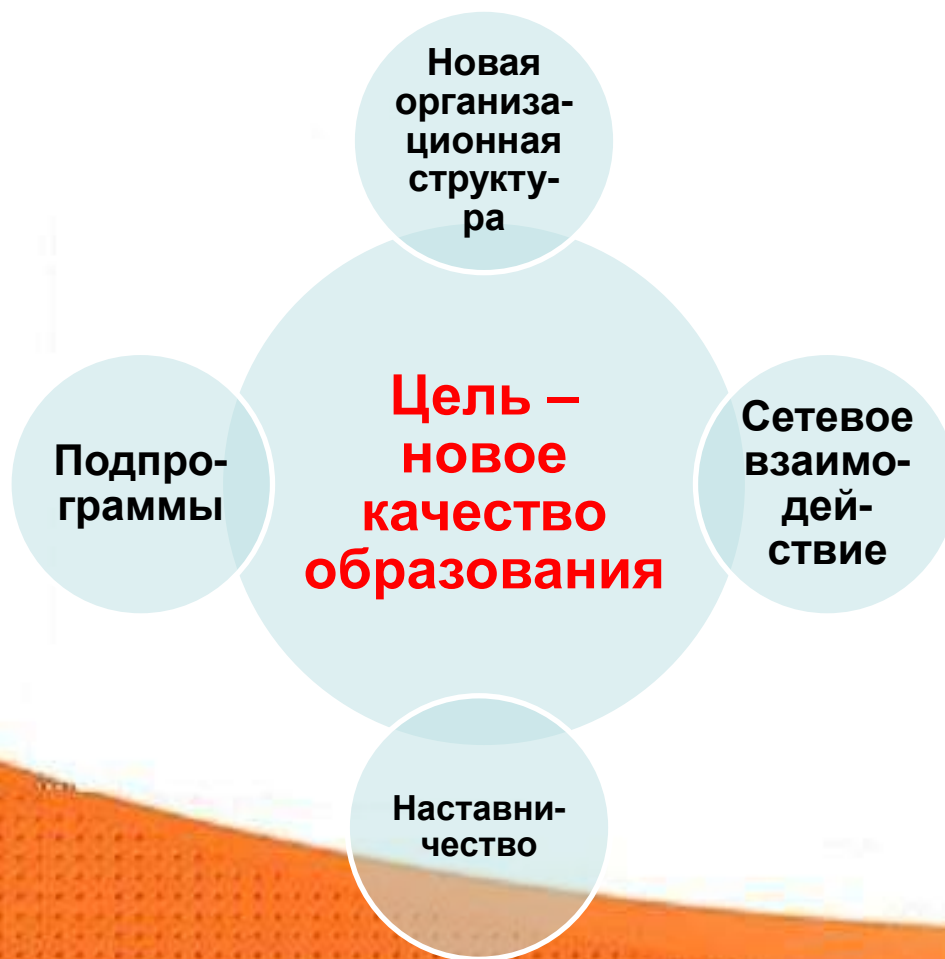 Новая
организа-
ционная
структу-
ра
Подпро-
граммы
Цель –
новое
качество
образования
Сетевое
взаимо-
дей-
ствие
Наставни-
чество